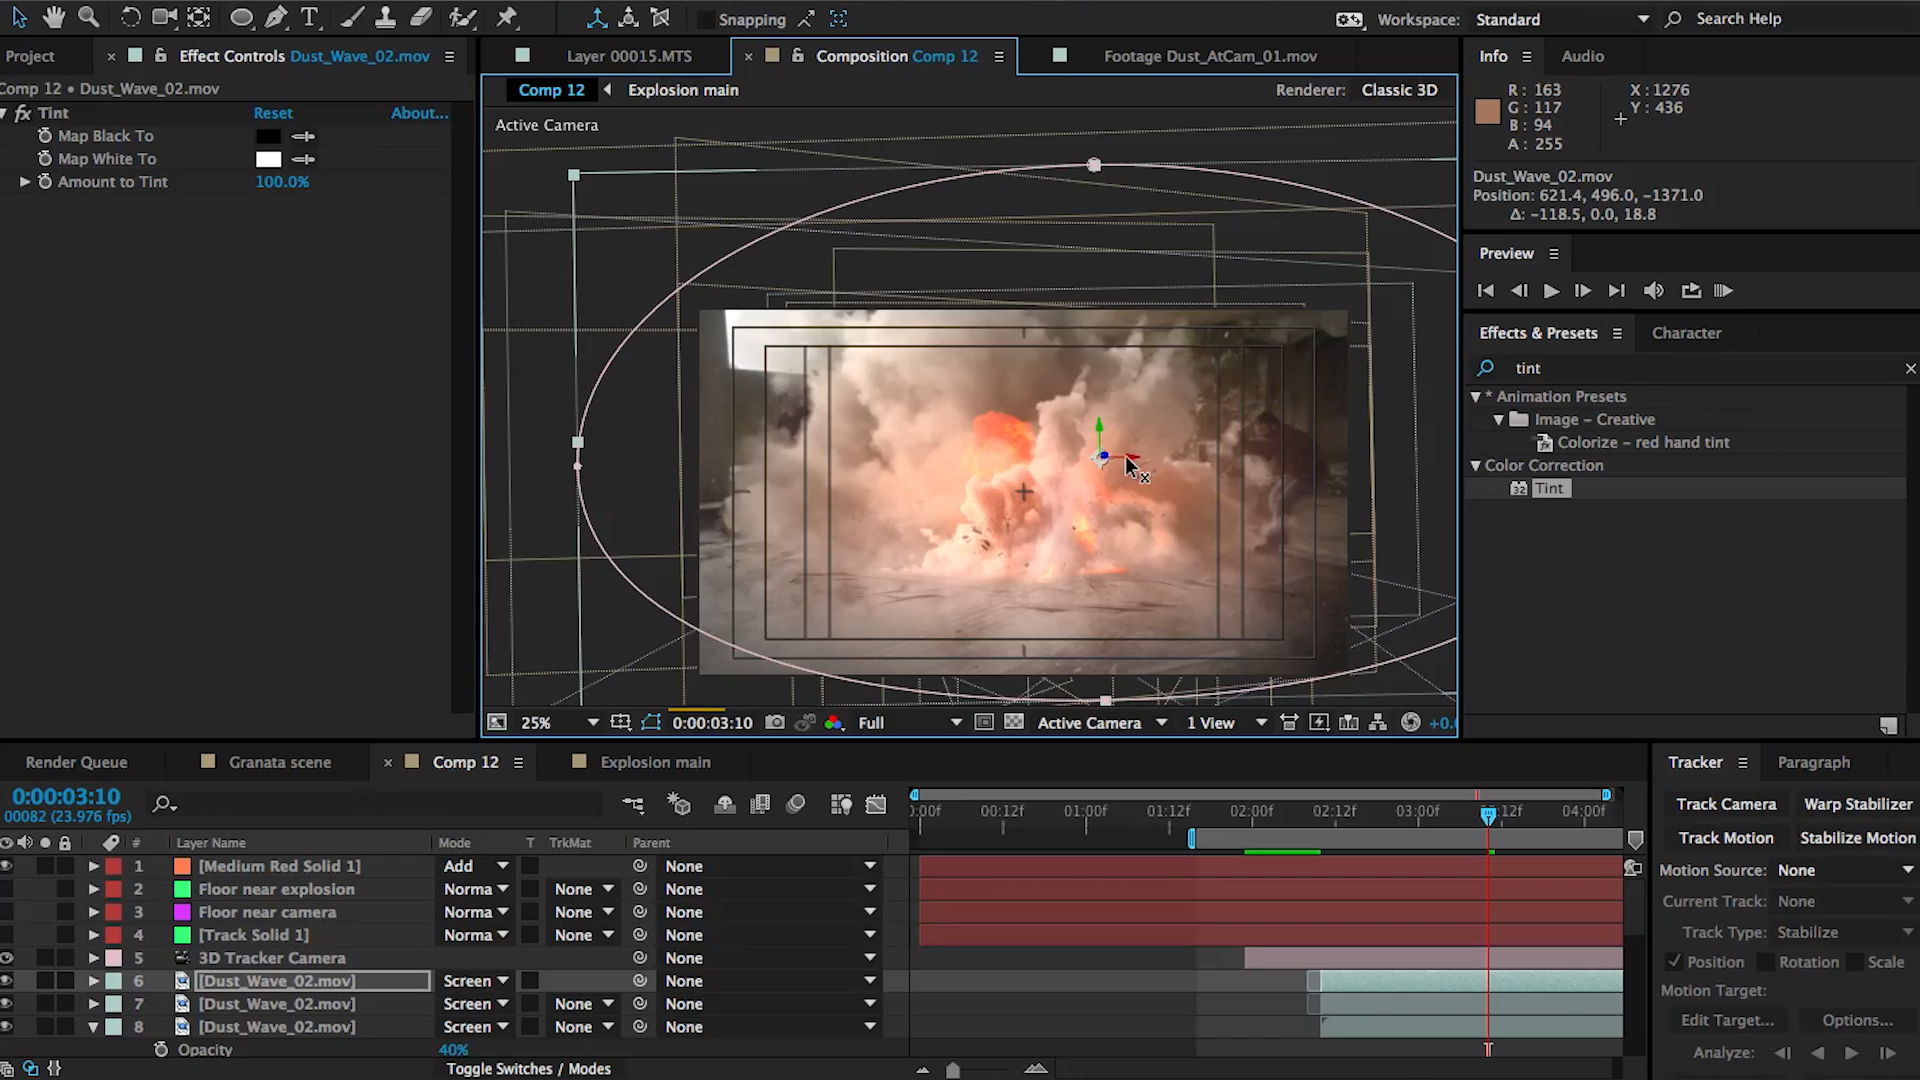 Snapping
Workspace: Standard
Search Help
Project
Effect Controls Dust_Wave_02.mov
Layer 00015.MTS
Composition Comp 12
Footage Dust_AtCam_01.mov
Info
Audio
Comp 12 • Dust_Wave_02.mov
fx Tint
Reset
About...
Map Black To
Map White To
Amount to Tint
100.0%
Comp 12
Explosion main
Renderer: Classic 3D
Active Camera
R: 163
G: 117
B: 94
A: 255
X: 1276
Y: 436
Dust_Wave_02.mov
Position: 621.4, 496.0, -1371.0
Δ: -118.5, 0.0, 18.8
Preview
Effects & Presets
Character
tint
* Animation Presets
Image – Creative
Colorize – red hand tint
Color Correction
32 Tint
25%
0:00:03:10
Full
Active Camera
1 View
+0.
Render Queue
Granata scene
Comp 12
Explosion main
0:00:03:10
00082 (23.976 fps)
):00f 00:12f 01:00f 01:12f 02:00f 02:12f 03:00f 12f 04:00f
# Layer Name Mode T TrkMat Parent
1 [Medium Red Solid 1] Add None
2 Floor near explosion Norma None None
3 Floor near camera Norma None None
4 [Track Solid 1] Norma None None
5 3D Tracker Camera None
6 [Dust_Wave_02.mov] Screen None
7 [Dust_Wave_02.mov] Screen None None
8 [Dust_Wave_02.mov] Screen None None
Opacity 40%
Toggle Switches / Modes
Tracker
Paragraph
Track Camera
Warp Stabilizer
Track Motion
Stabilize Motion
Motion Source: None
Current Track: None
Track Type: Stabilize
Position Rotation Scale
Motion Target:
Edit Target...
Options...
Analyze: